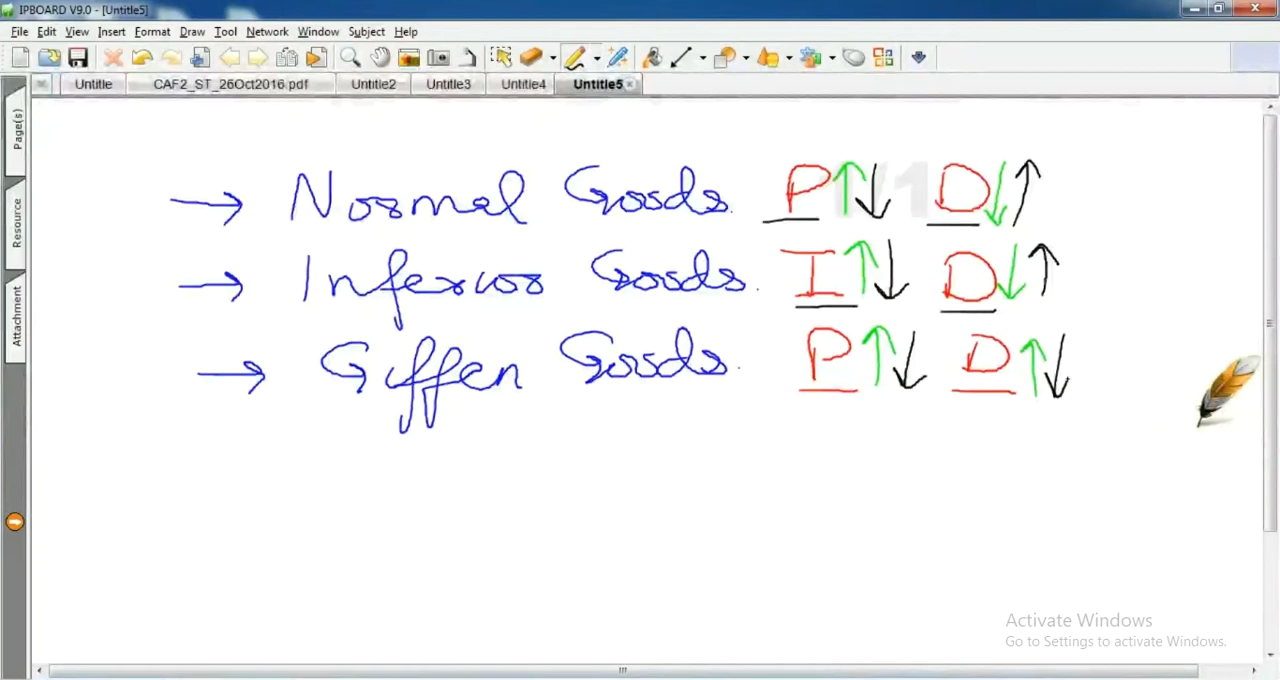 IPBOARD V9.0 - [Untitle5]
File Edit View Insert Format Draw Tool Network Window Subject Help
Untitle CAF2_ST_26Oct2016.pdf Untitle2 Untitle3 Untitle4 Untitle5
Page(s)
Resource
Attachment
→ Normal Goods. P↑↓ D↓↑
→ Inferior Goods. I↑↓ D↓↑
→ Giffen Goods. P↑↓ D↑↓
Activate Windows
Go to Settings to activate Windows.